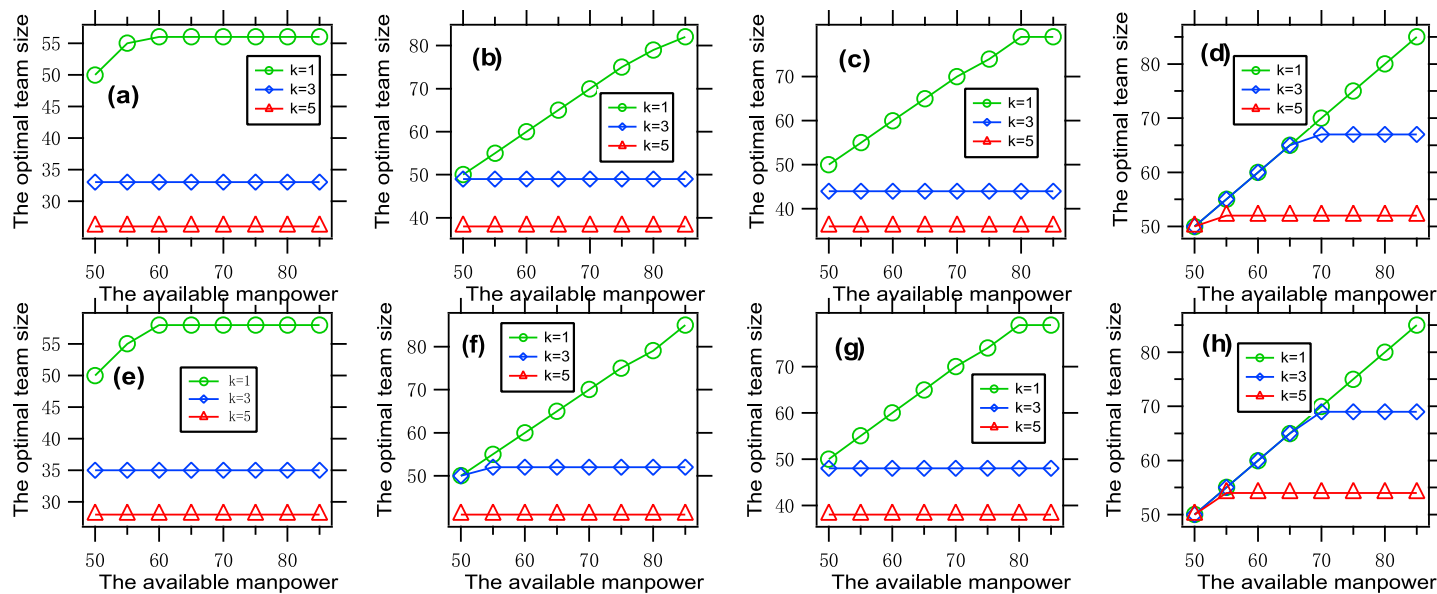 The optimal team size
55
50
45
40
35
30
(a)
k=1
k=3
k=5
50 60 70 80
The available manpower
The optimal team size
80
70
60
50
40
(b)
k=1
k=3
k=5
50 60 70 80
The available manpower
The optimal team size
70
60
50
40
(c)
k=1
k=3
k=5
50 60 70 80
The available manpower
The optimal team size
80
70
60
50
(d)
k=1
k=3
k=5
50 60 70 80
The available manpower
The optimal team size
55
50
45
40
35
30
(e)
k=1
k=3
k=5
50 60 70 80
The available manpower
The optimal team size
80
70
60
50
(f)
k=1
k=3
k=5
50 60 70 80
The available manpower
The optimal team size
70
60
50
40
(g)
k=1
k=3
k=5
50 60 70 80
The available manpower
The optimal team size
80
70
60
50
(h)
k=1
k=3
k=5
50 60 70 80
The available manpower